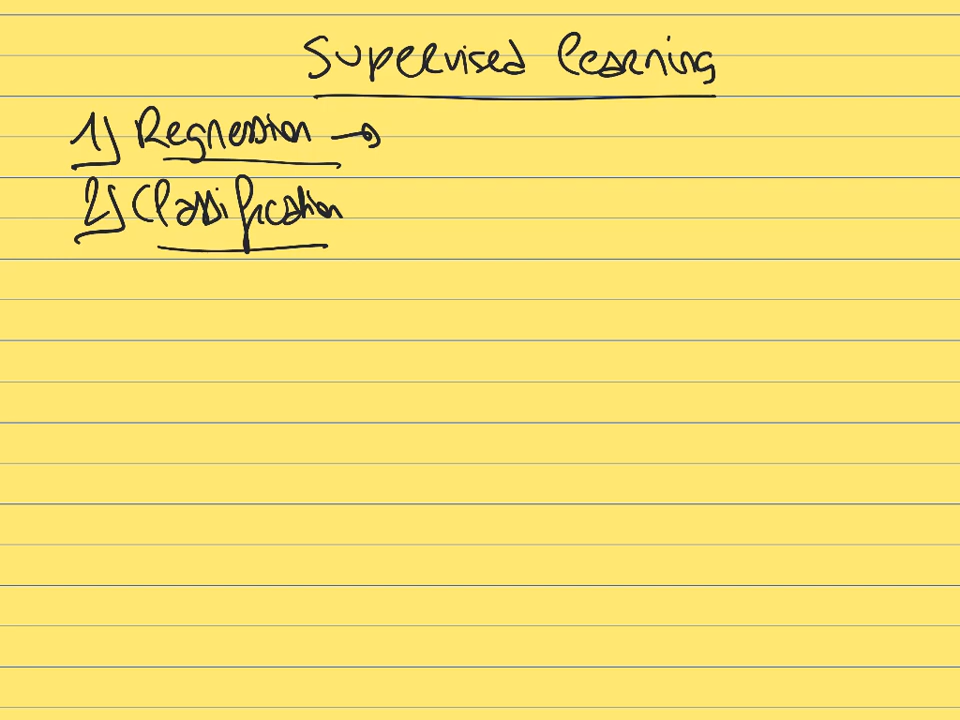 Supervised learning
1) Regression →
2) Classification